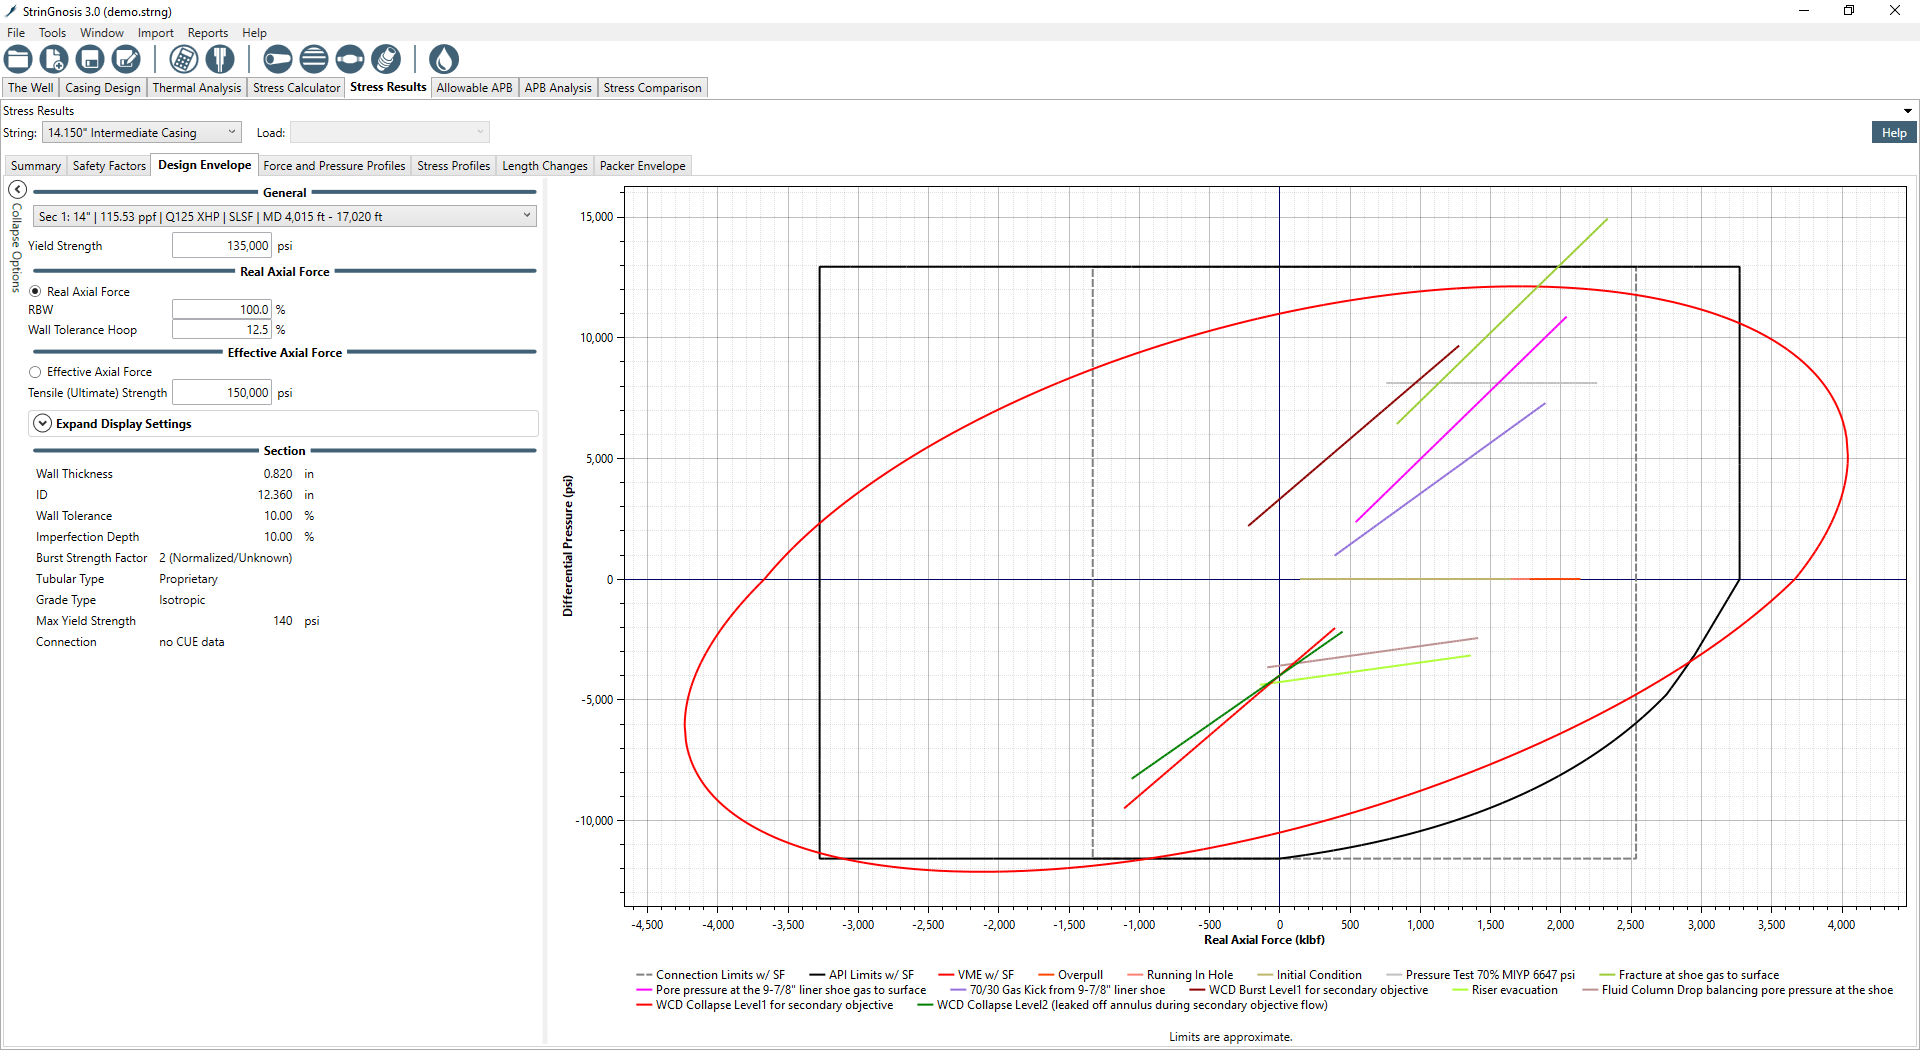 StrinGnosis 3.0 (demo.strng)
File Tools Window Import Reports Help
The Well Casing Design Thermal Analysis Stress Calculator Stress Results Allowable APB APB Analysis Stress Comparison
Stress Results
String: 14.150" Intermediate Casing Load: Help
Summary Safety Factors Design Envelope Force and Pressure Profiles Stress Profiles Length Changes Packer Envelope
Collapse Options
General
Sec 1: 14" | 115.53 ppf | Q125 XHP | SLSF | MD 4,015 ft - 17,020 ft
Yield Strength 135,000 psi
Real Axial Force
Real Axial Force
RBW 100.0 %
Wall Tolerance Hoop 12.5 %
Effective Axial Force
Effective Axial Force
Tensile (Ultimate) Strength 150,000 psi
Expand Display Settings
Section
Wall Thickness 0.820 in
ID 12.360 in
Wall Tolerance 10.00 %
Imperfection Depth 10.00 %
Burst Strength Factor 2 (Normalized/Unknown)
Tubular Type Proprietary
Grade Type Isotropic
Max Yield Strength 140 psi
Connection no CUE data
Differential Pressure (psi)
15,000
10,000
5,000
0
-5,000
-10,000
-4,500 -4,000 -3,500 -3,000 -2,500 -2,000 -1,500 -1,000 -500 0 500 1,000 1,500 2,000 2,500 3,000 3,500 4,000
Real Axial Force (klbf)
Connection Limits w/ SF API Limits w/ SF VME w/ SF Overpull Running In Hole Initial Condition Pressure Test 70% MIYP 6647 psi Fracture at shoe gas to surface
Pore pressure at the 9-7/8" liner shoe gas to surface 70/30 Gas Kick from 9-7/8" liner shoe WCD Burst Level1 for secondary objective Riser evacuation Fluid Column Drop balancing pore pressure at the shoe
WCD Collapse Level1 for secondary objective WCD Collapse Level2 (leaked off annulus during secondary objective flow)
Limits are approximate.